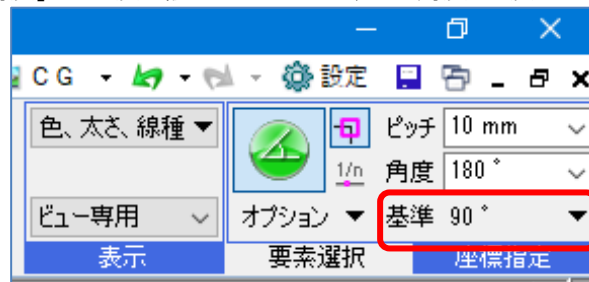 CG 設定
色、太さ、線種 ピッチ 10 mm
1/n 角度 180 °
ビュー専用 オプション 基準 90 °
表示 要素選択 座標指定